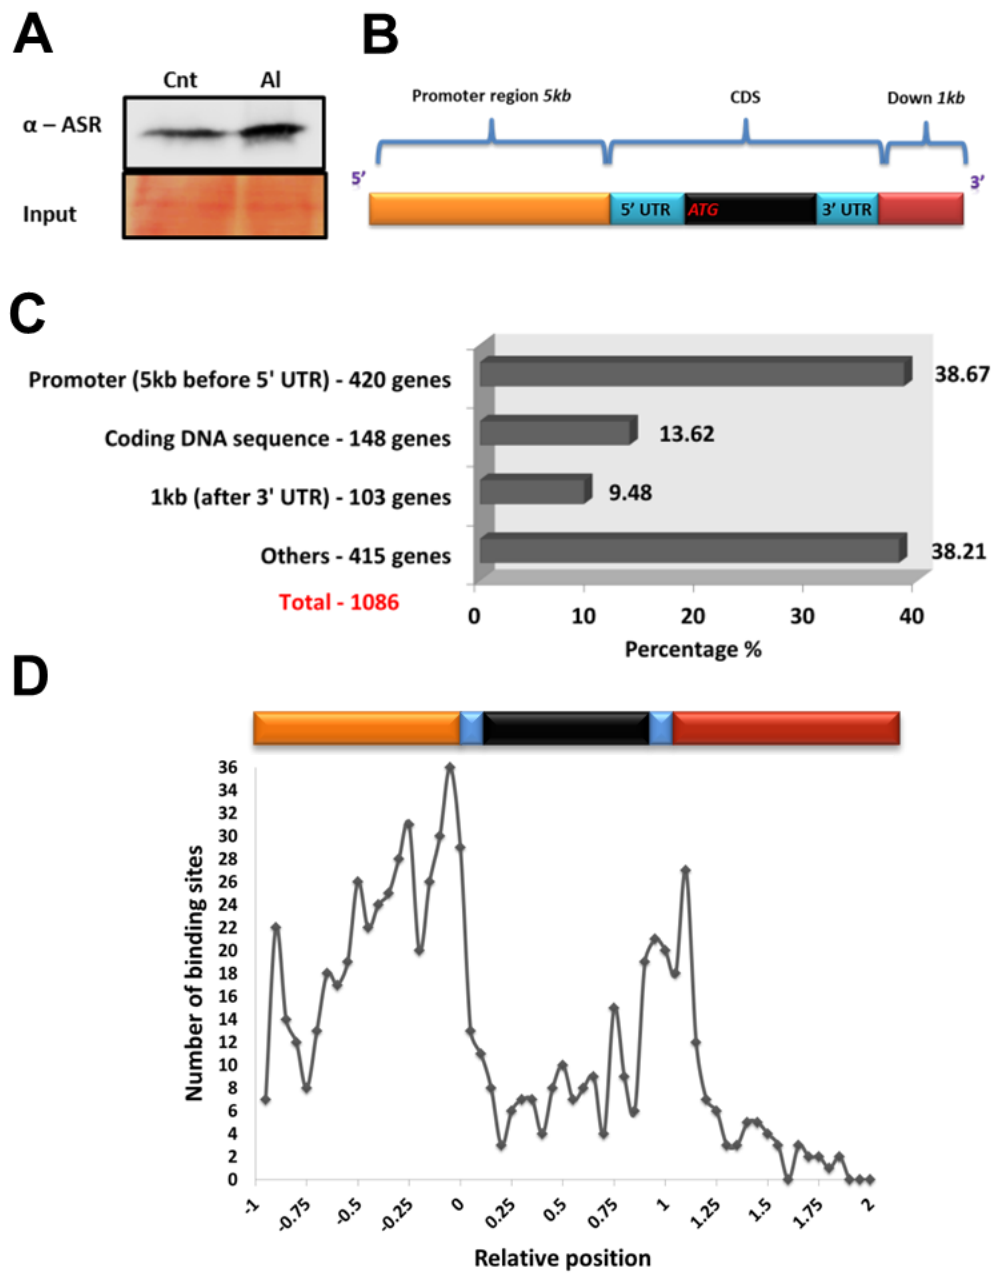 A
Cnt Al
α – ASR
Input
B
Promoter region 5kb CDS Down 1kb
5’ 3’
5’ UTR ATG 3’ UTR
C
Promoter (5kb before 5' UTR) - 420 genes 38.67
Coding DNA sequence - 148 genes 13.62
1kb (after 3' UTR) - 103 genes 9.48
Others - 415 genes 38.21
Total - 1086
0 10 20 30 40
Percentage %
D
36
34
32
30
28
26
24
22
20
18
16
14
12
10
8
6
4
2
0
Number of binding sites
-1 -0.75 -0.5 -0.25 0 0.25 0.5 0.75 1 1.25 1.5 1.75 2
Relative position